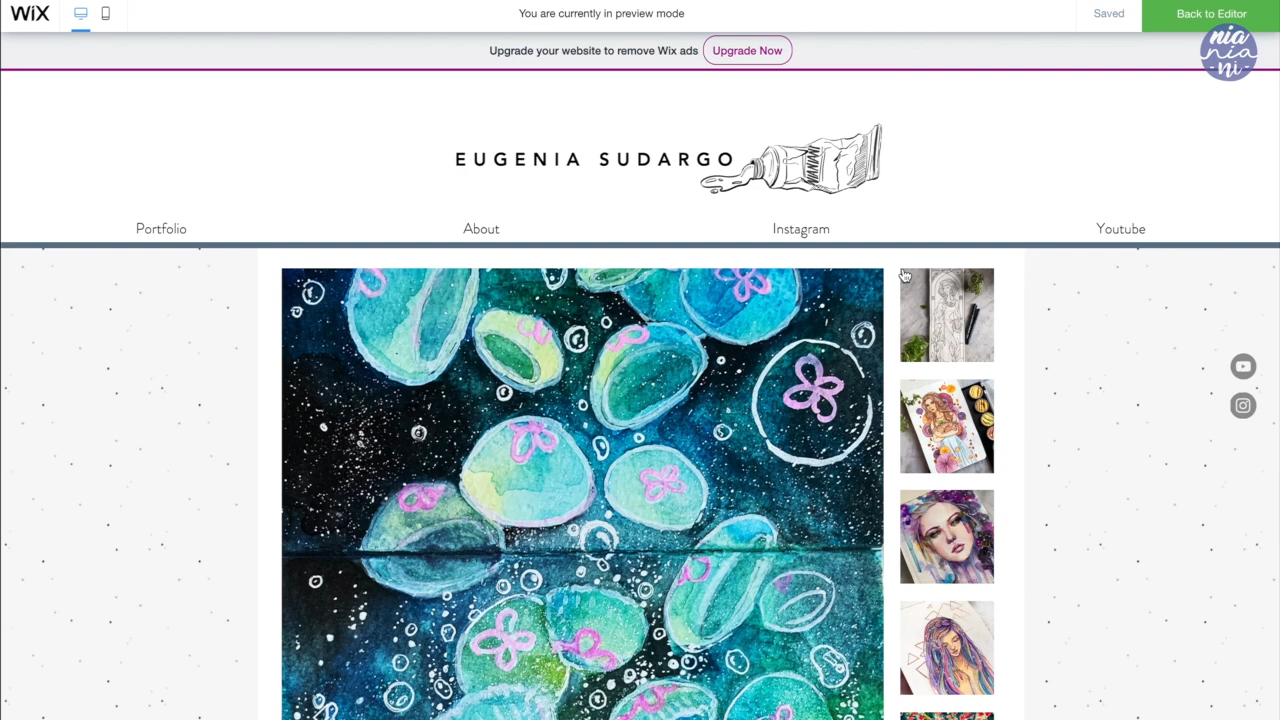 WiX
You are currently in preview mode
Saved
Back to Editor
Upgrade your website to remove Wix ads
Upgrade Now
nia
nia
-ni-
EUGENIA SUDARGO
Portfolio
About
Instagram
Youtube